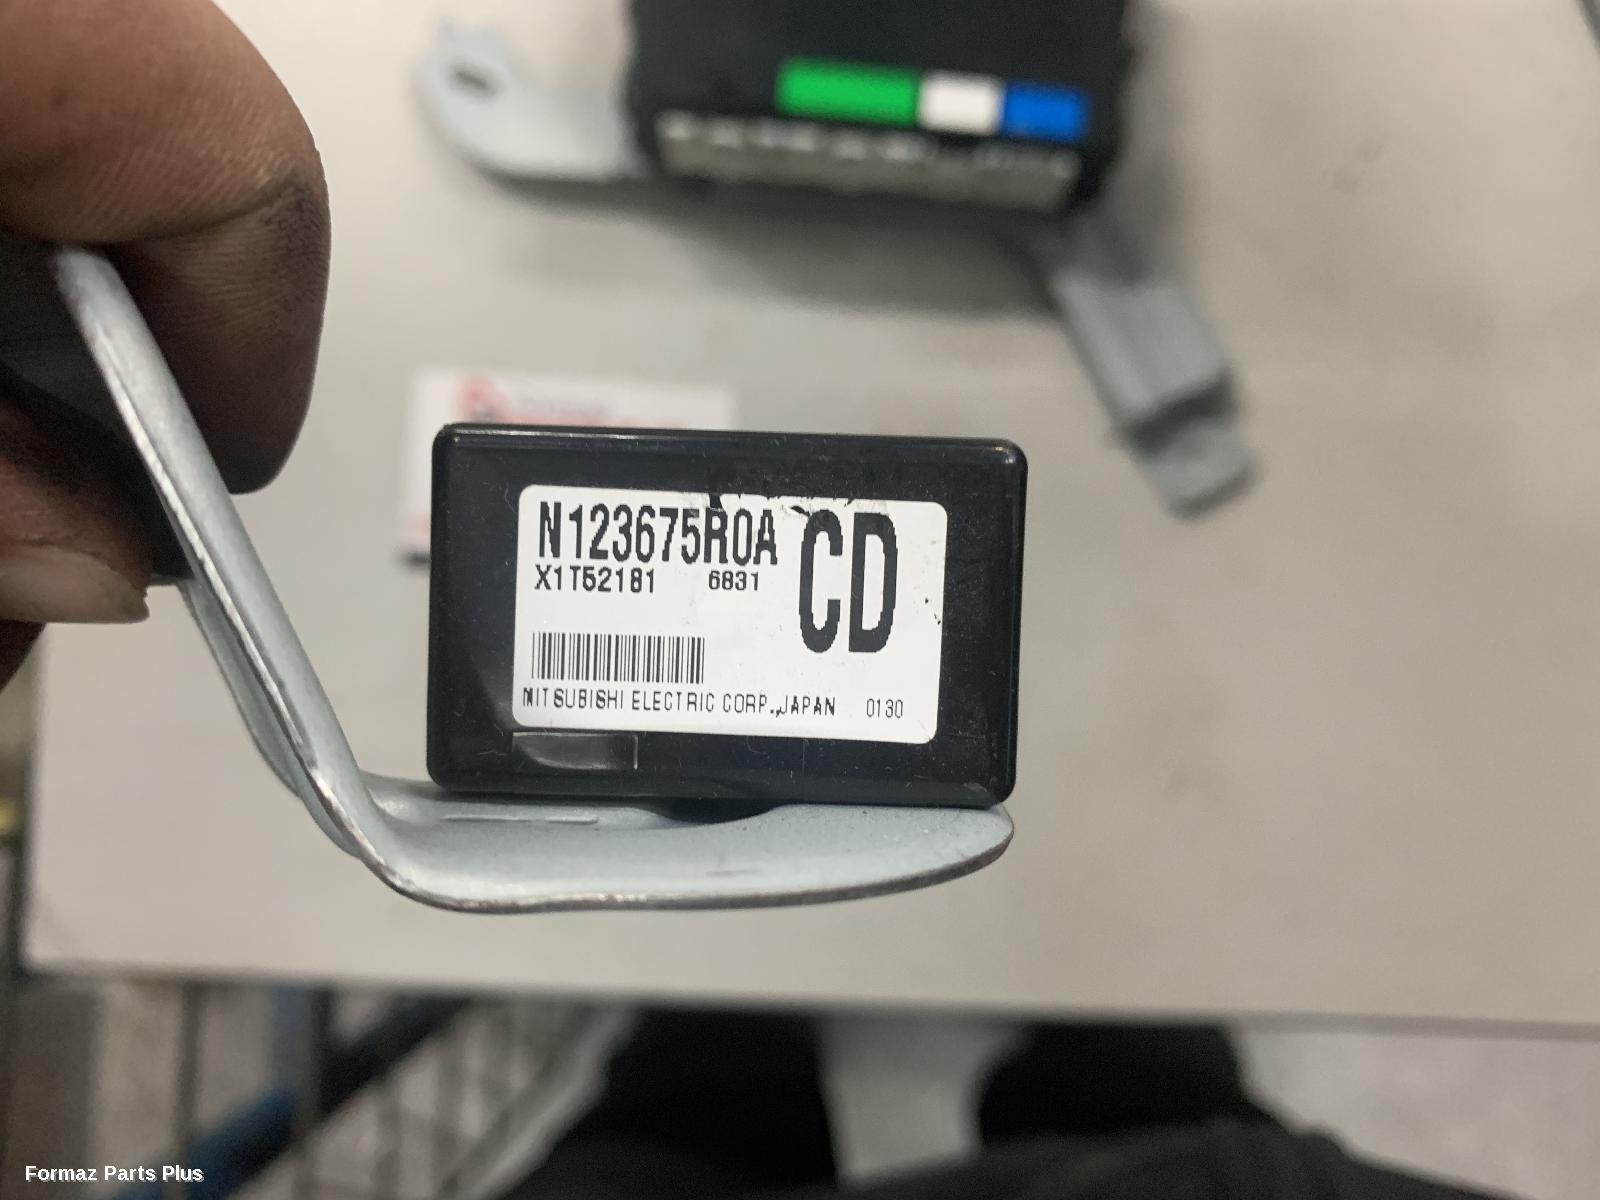 N123675R0A CD
X1T52181 6831
MITSUBISHI ELECTRIC CORP.,JAPAN 0130
Formaz Parts Plus